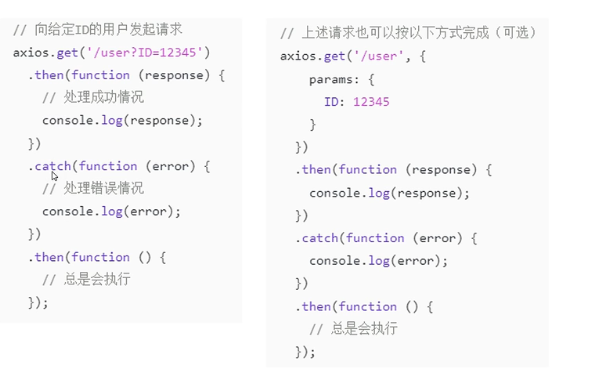 // 向给定ID的用户发起请求
axios.get('/user?ID=12345')
.then(function (response) {
// 处理成功情况
console.log(response);
})
.catch(function (error) {
// 处理错误情况
console.log(error);
})
.then(function () {
// 总是会执行
});
// 上述请求也可以按以下方式完成（可选）
axios.get('/user', {
params: {
ID: 12345
}
})
.then(function (response) {
console.log(response);
})
.catch(function (error) {
console.log(error);
})
.then(function () {
// 总是会执行
});